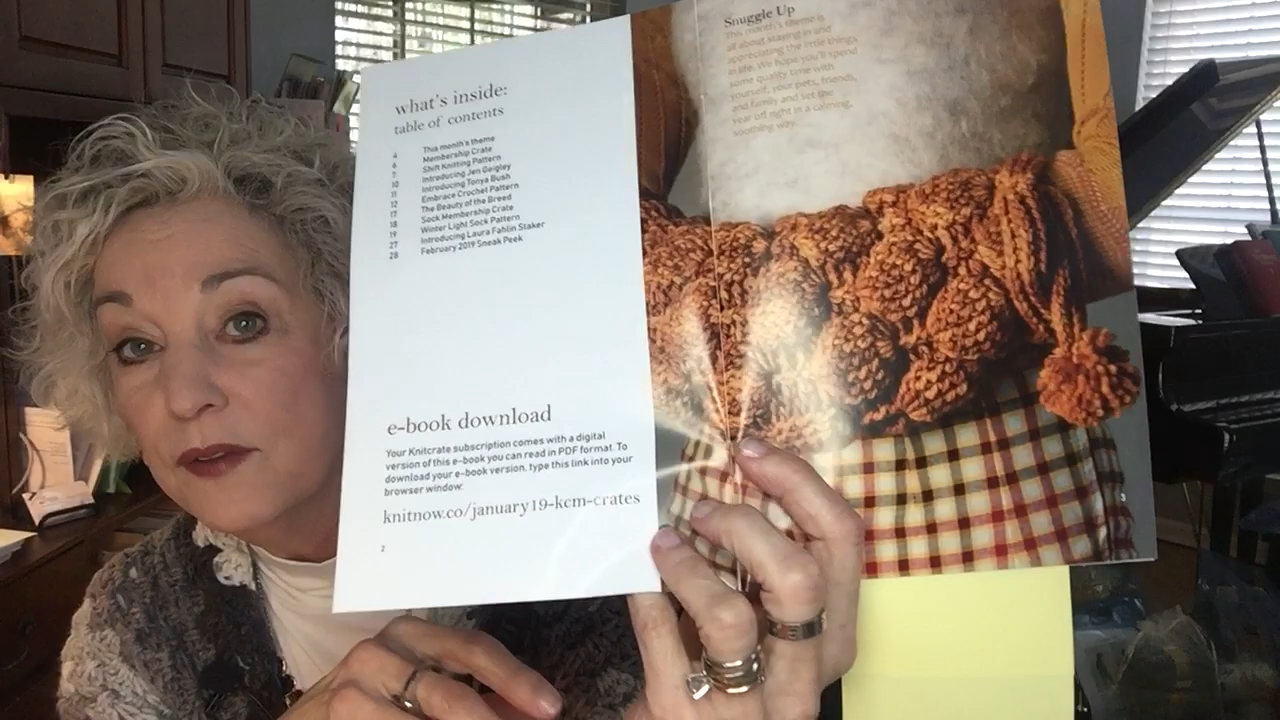 what's inside:
table of contents
4 This month's theme
6 Membership Crate
7 Shift Knitting Pattern
10 Introducing Jen Geigley
11 Introducing Tonya Bush
12 Embrace Crochet Pattern
17 The Beauty of the Breed
18 Sock Membership Crate
19 Winter Light Sock Pattern
27 Introducing Laura Fahlin Staker
28 February 2019 Sneak Peek
e-book download
Your Knitcrate subscription comes with a digital
version of this e-book you can read in PDF format. To
download your e-book version, type this link into your
browser window:
knitnow.co/january19-kcm-crates
2
Snuggle Up
This month's theme is
all about staying in and
appreciating the little things
in life. We hope you'll spend
some quality time with
yourself, your pets, friends,
and family and set the
year off right in a calming,
soothing way.
3